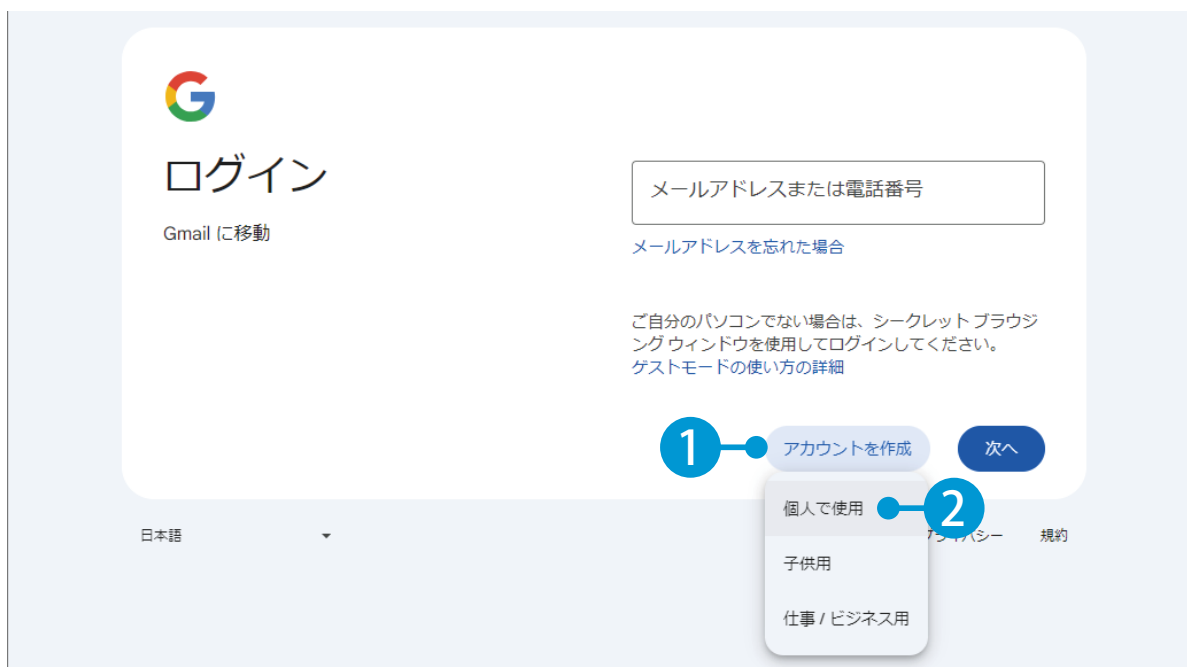 ログイン
Gmail に移動
メールアドレスまたは電話番号
メールアドレスを忘れた場合
ご自分のパソコンでない場合は、シークレット ブラウジ
ング ウィンドウを使用してログインしてください。
ゲストモードの使い方の詳細
1
アカウントを作成
次へ
個人で使用
2
日本語
規約
子供用
仕事 / ビジネス用